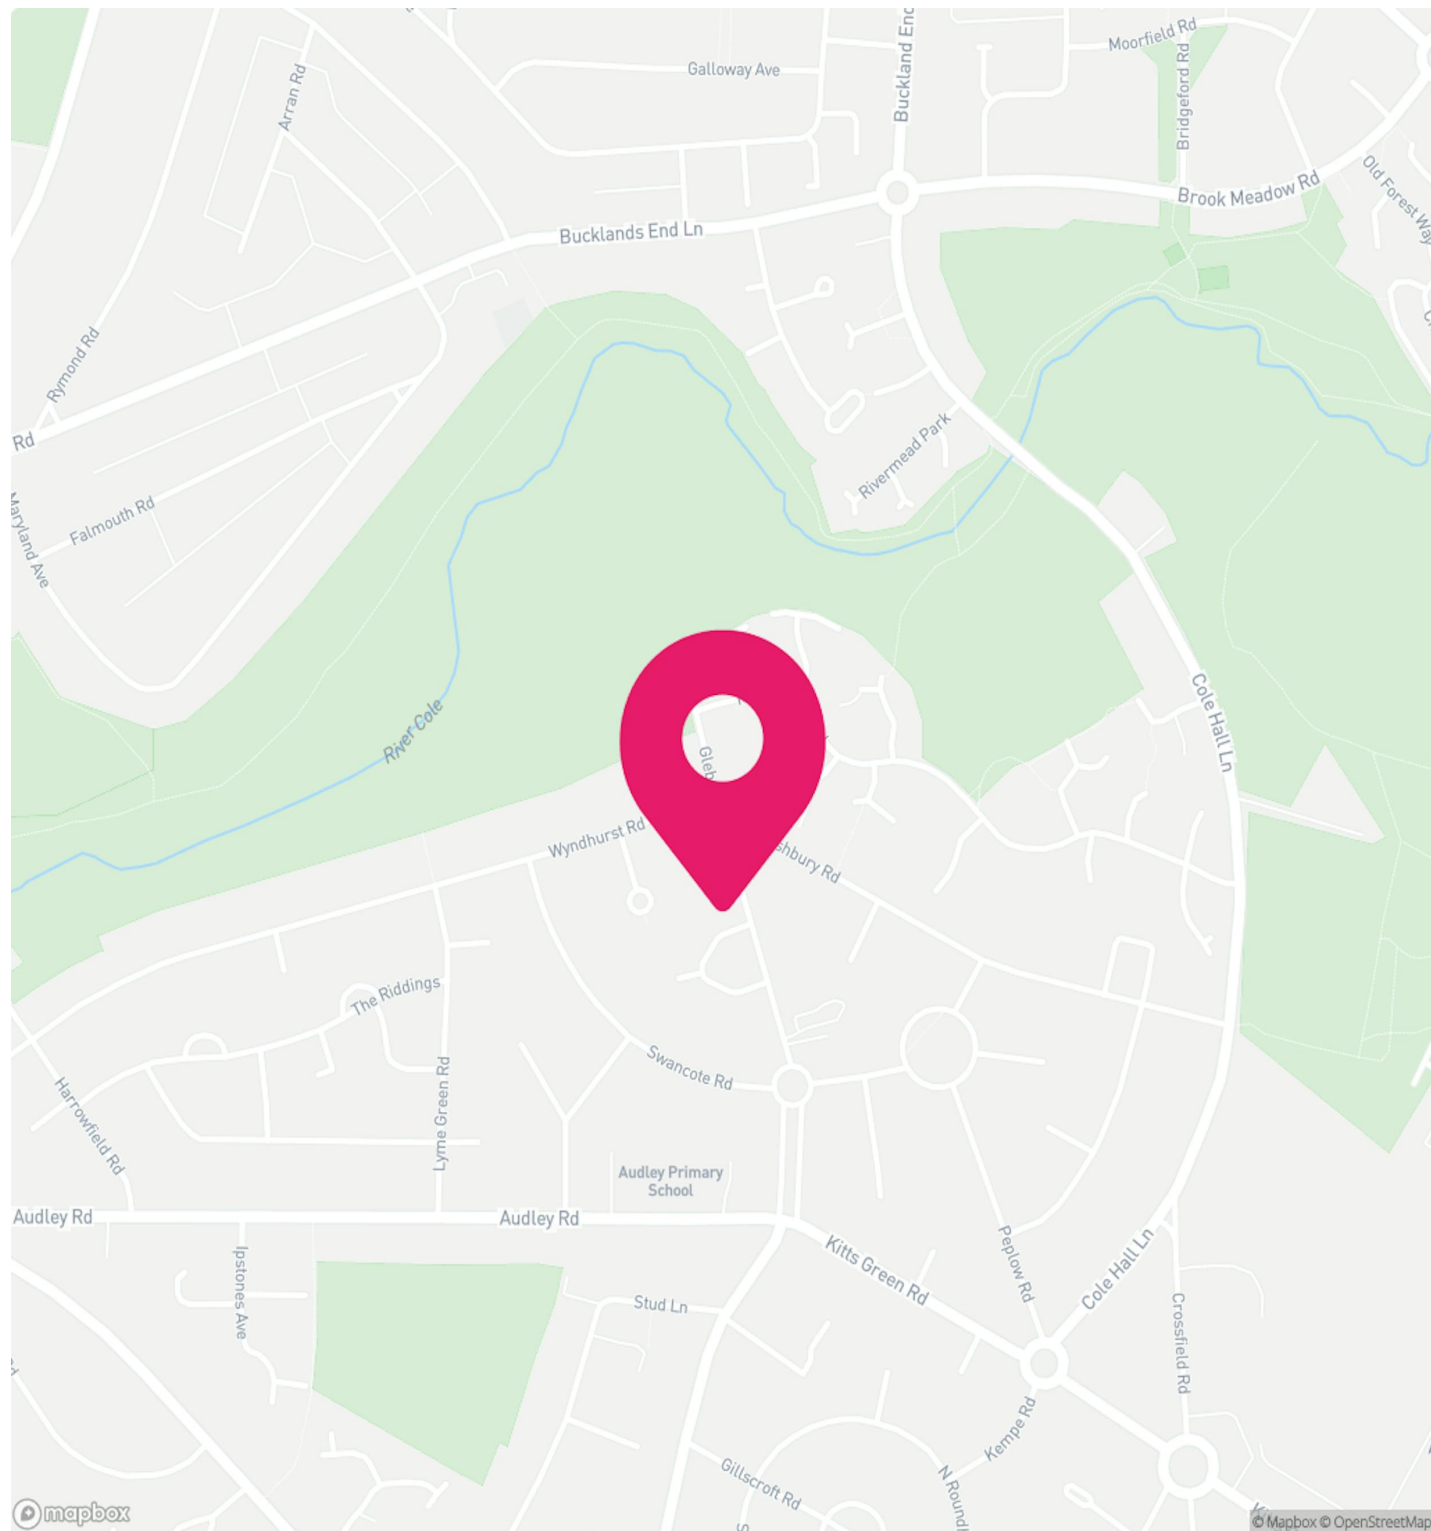 Buckland End
Moorfield Rd
Galloway Ave
Arran Rd
Bridgeford Rd
Brook Meadow Rd
Old Forest Way
Bucklands End Ln
Rymond Rd
Rd
Rivermead Park
Falmouth Rd
Maryland Ave
River Cole
Cole Hall Ln
Gleb
Wyndhurst Rd
shbury Rd
The Riddings
Swancote Rd
Harrowfield Rd
Lyme Green Rd
Audley Primary
School
Audley Rd
Audley Rd
Kitts Green Rd
Peplow Rd
Cole Hall Ln
Ipstones Ave
Stud Ln
Crossfield Rd
Kempe Rd
Gillscroft Rd
N Roundh
mapbox
© Mapbox © OpenStreetMap